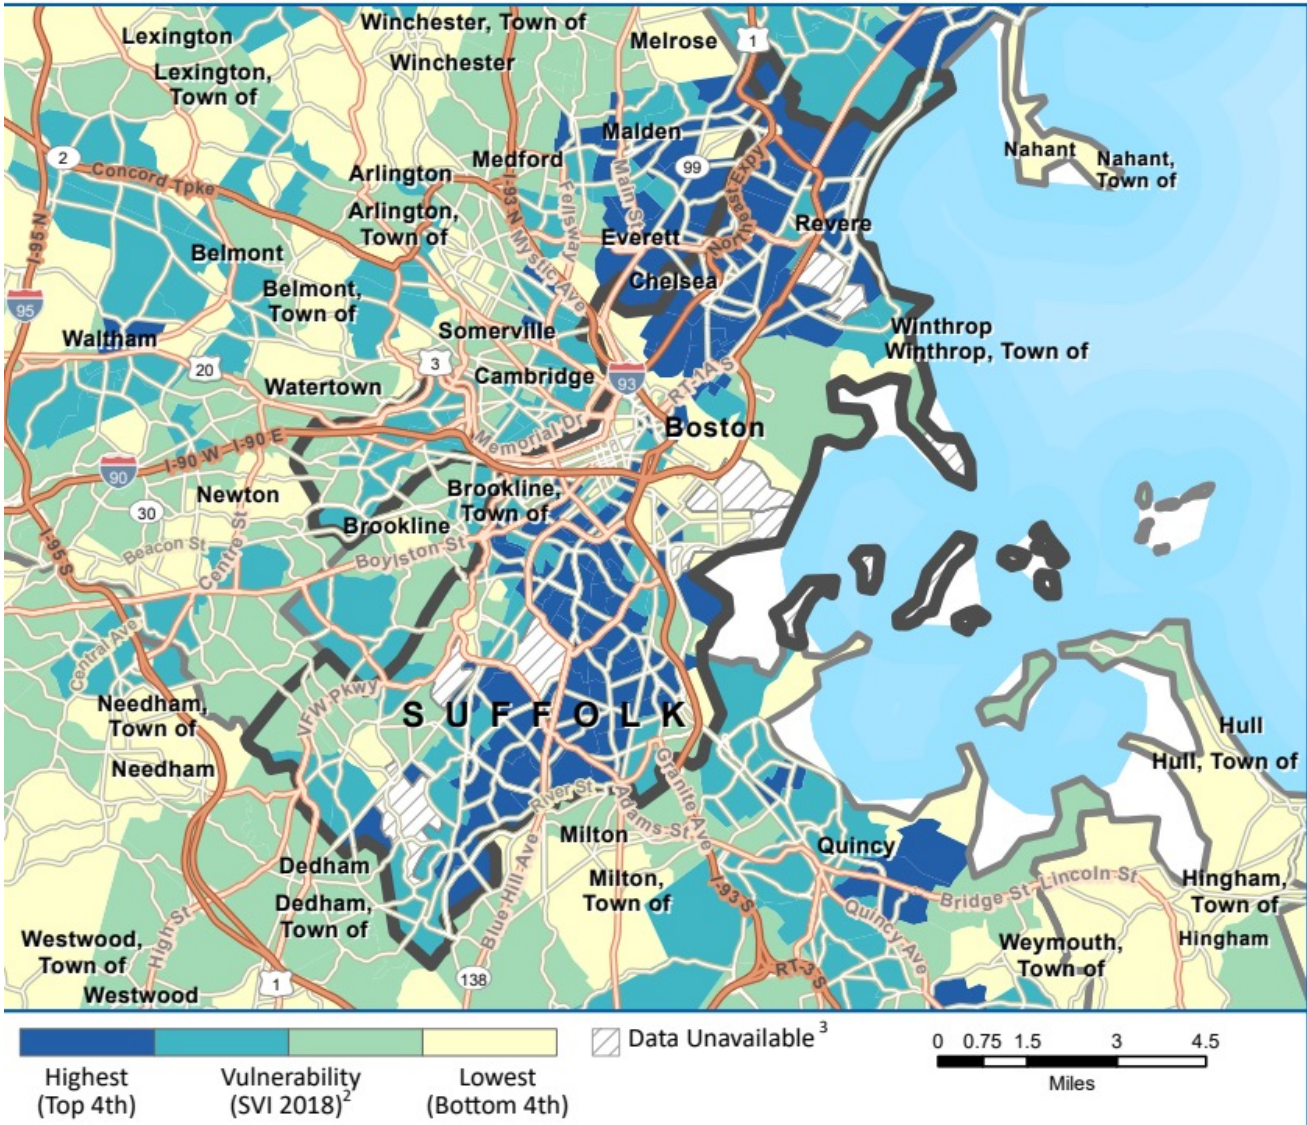 Lexington
Winchester, Town of
Melrose
1
Winchester
Lexington,
Town of
Malden
2
Concord Tpke
Medford
99
Nahant
Nahant,
Town of
Arlington
I-93 N
Fellsway
Main St
Northeast Expy
Arlington,
Town of
I-95 N
Everett
Revere
Mystic Ave
Belmont
Chelsea
Belmont,
Town of
95
Waltham
Somerville
Winthrop
Winthrop, Town of
20
3
Cambridge
93
RT-1A S
Watertown
Memorial Dr
Boston
I-90 W
I-90 E
90
Newton
Brookline,
Town of
30
Brookline
I-95 S
Beacon St
Centre St
Boylston St
Central Ave
VFW Pkwy
SUFFOLK
Needham,
Town of
Hull
Hull, Town of
Needham
River St
Granite Ave
Adams St
Milton
Quincy
Dedham
Milton,
Town of
I-93 S
Bridge St
Lincoln St
Hingham,
Town of
Dedham,
Town of
Blue Hill Ave
Quincy Ave
High St
Westwood,
Town of
Weymouth,
Town of
Hingham
RT-3 S
1
138
Westwood
Data Unavailable3
0 0.75 1.5 3 4.5
Miles
Highest
(Top 4th)
Vulnerability
(SVI 2018)2
Lowest
(Bottom 4th)